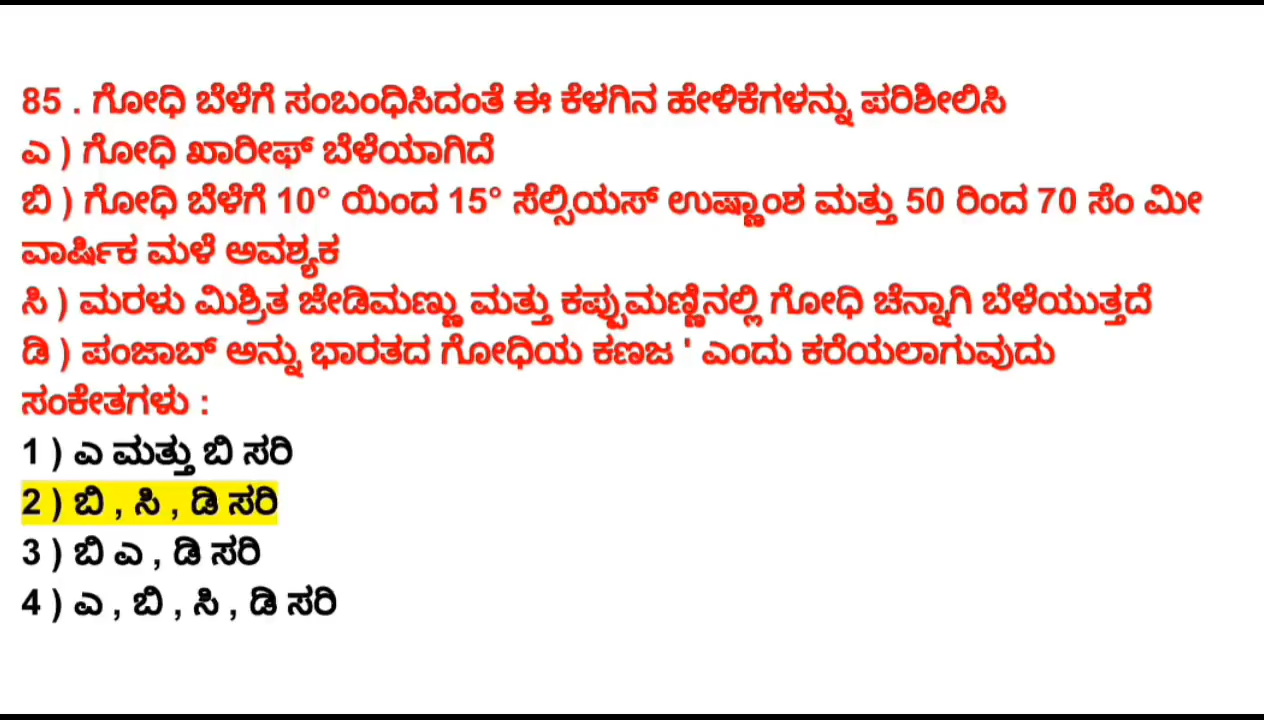 85 . ಗೋಧಿ ಬೆಳೆಗೆ ಸಂಬಂಧಿಸಿದಂತೆ ಈ ಕೆಳಗಿನ ಹೇಳಿಕೆಗಳನ್ನು ಪರಿಶೀಲಿಸಿ
ಎ ) ಗೋಧಿ ಖಾರೀಫ್ ಬೆಳೆಯಾಗಿದೆ
ಬಿ ) ಗೋಧಿ ಬೆಳೆಗೆ 10° ಯಿಂದ 15° ಸೆಲ್ಸಿಯಸ್ ಉಷ್ಣಾಂಶ ಮತ್ತು 50 ರಿಂದ 70 ಸೆಂ ಮೀ
ವಾರ್ಷಿಕ ಮಳೆ ಅವಶ್ಯಕ
ಸಿ ) ಮರಳು ಮಿಶ್ರಿತ ಜೇಡಿಮಣ್ಣು ಮತ್ತು ಕಪ್ಪುಮಣ್ಣಿನಲ್ಲಿ ಗೋಧಿ ಚೆನ್ನಾಗಿ ಬೆಳೆಯುತ್ತದೆ
ಡಿ ) ಪಂಜಾಬ್ ಅನ್ನು ಭಾರತದ ಗೋಧಿಯ ಕಣಜ ' ಎಂದು ಕರೆಯಲಾಗುವುದು
ಸಂಕೇತಗಳು :
1 ) ಎ ಮತ್ತು ಬಿ ಸರಿ
2 ) ಬಿ , ಸಿ , ಡಿ ಸರಿ
3 ) ಬಿ ಎ , ಡಿ ಸರಿ
4 ) ಎ , ಬಿ , ಸಿ , ಡಿ ಸರಿ